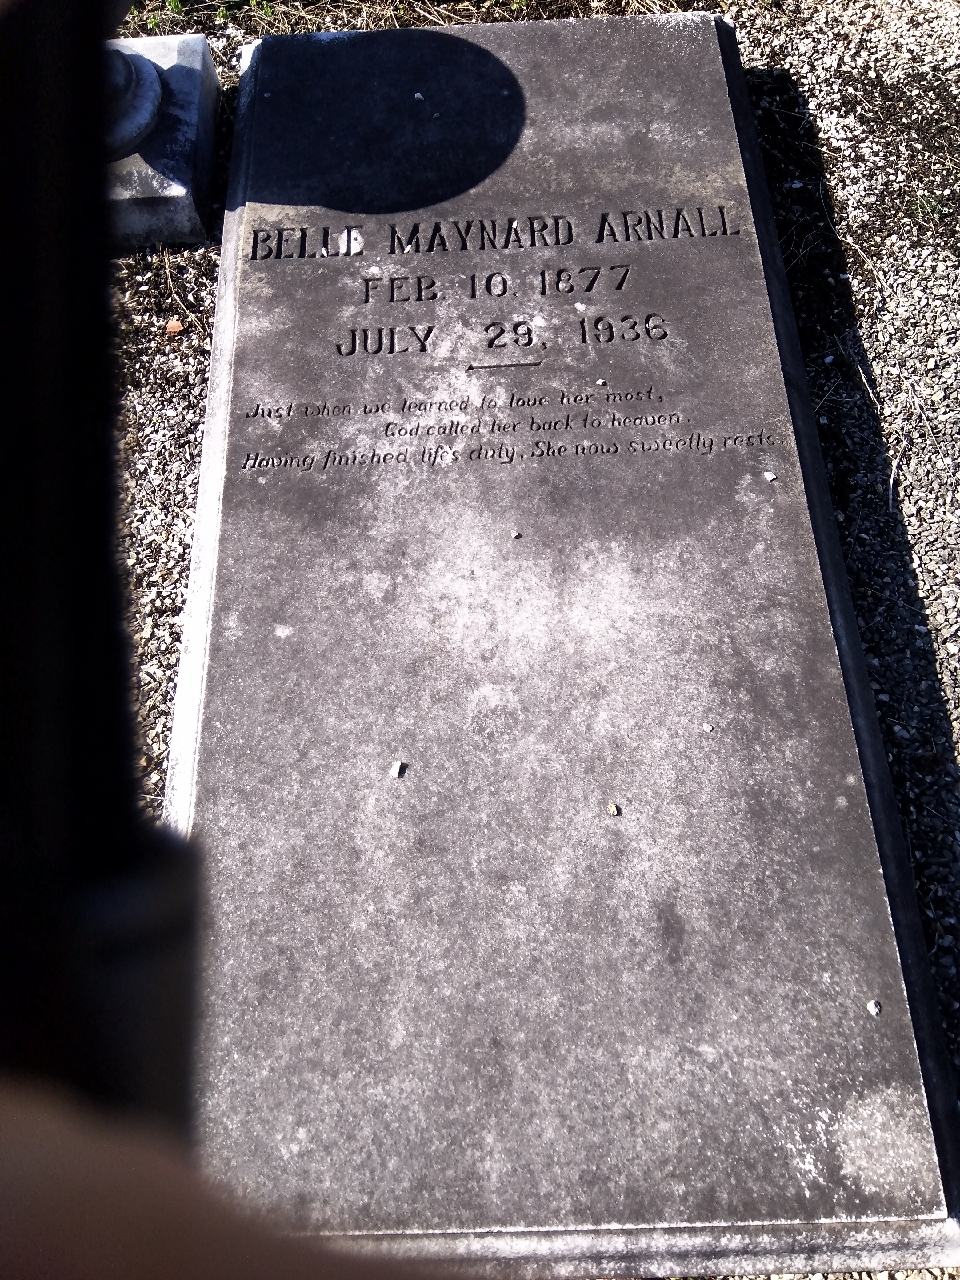 BELLE MAYNARD ARNALL
FEB. 10. 1877
JULY 29, 1936
Just when we learned to love her most,
God called her back to heaven.
Having finished life's duty, She now sweetly rests.